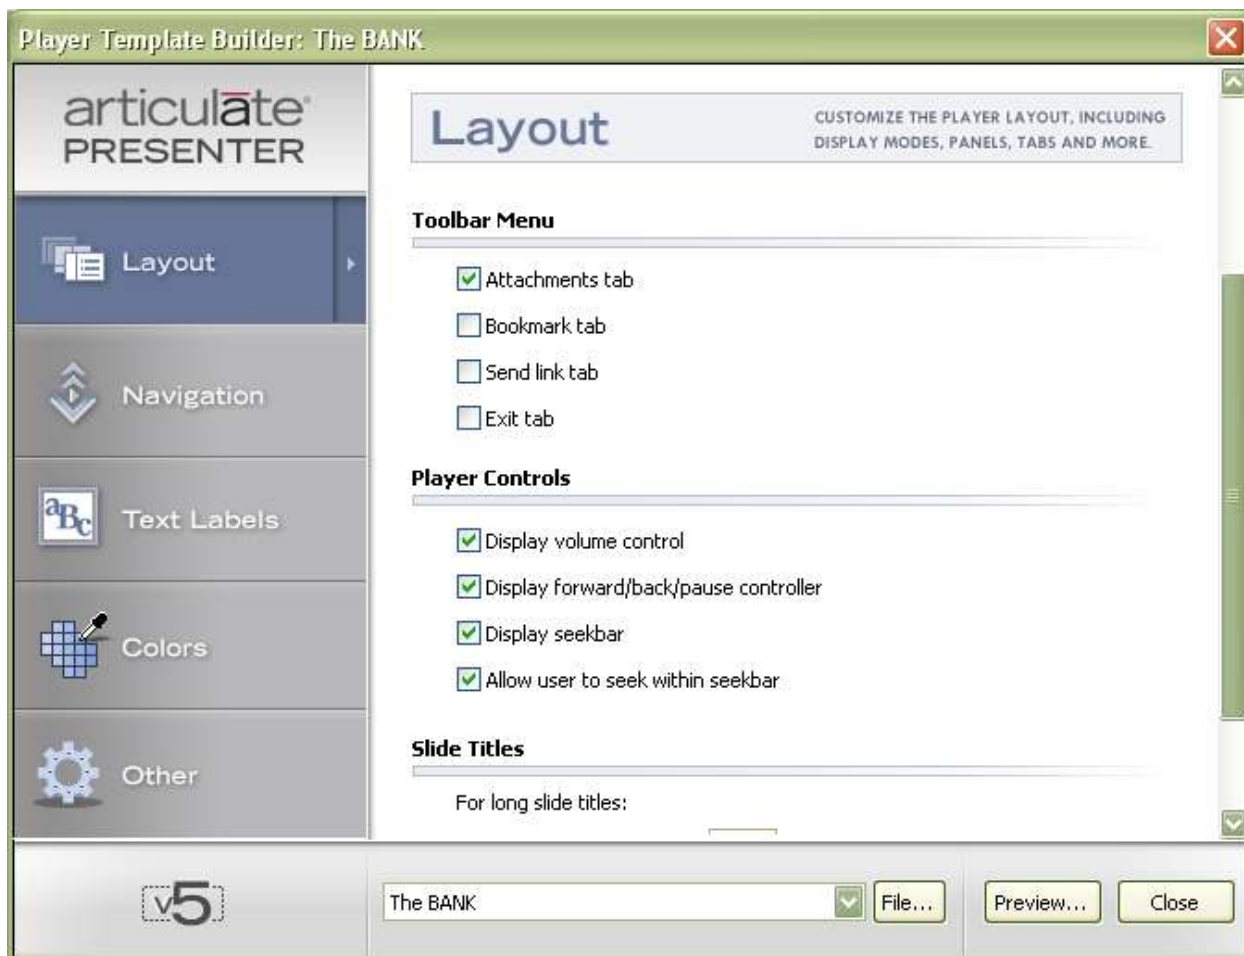 Player Template Builder: The BANK
articulāte®
PRESENTER
Layout
Navigation
aBc
Text Labels
Colors
Other
v5
Layout
CUSTOMIZE THE PLAYER LAYOUT, INCLUDING
DISPLAY MODES, PANELS, TABS AND MORE.
Toolbar Menu
Attachments tab
Bookmark tab
Send link tab
Exit tab
Player Controls
Display volume control
Display forward/back/pause controller
Display seekbar
Allow user to seek within seekbar
Slide Titles
For long slide titles:
The BANK
File...
Preview...
Close